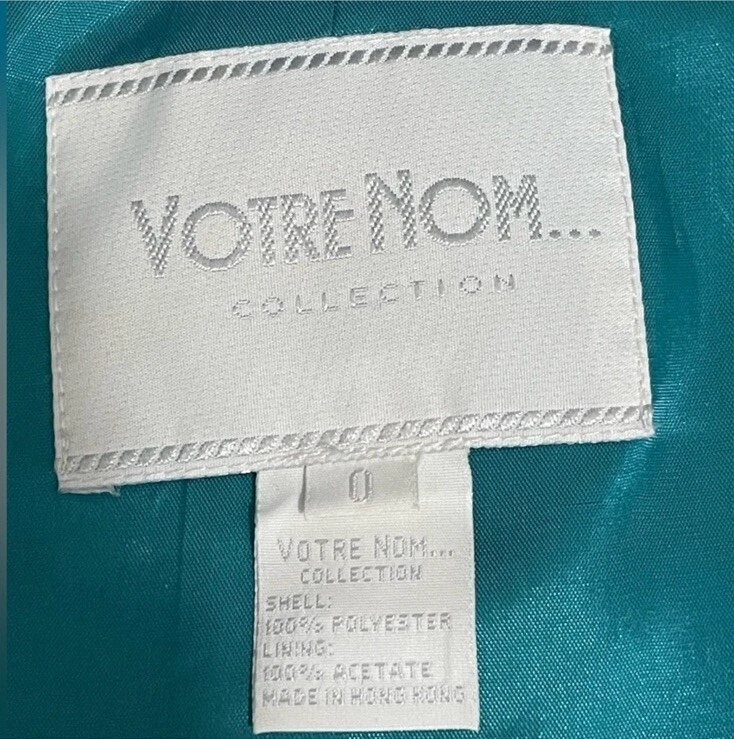 VOTRE NOM...
COLLECTION
0
VOTRE NOM...
COLLECTION
SHELL:
100% POLYESTER
LINING:
100% ACETATE
MADE IN HONG KONG